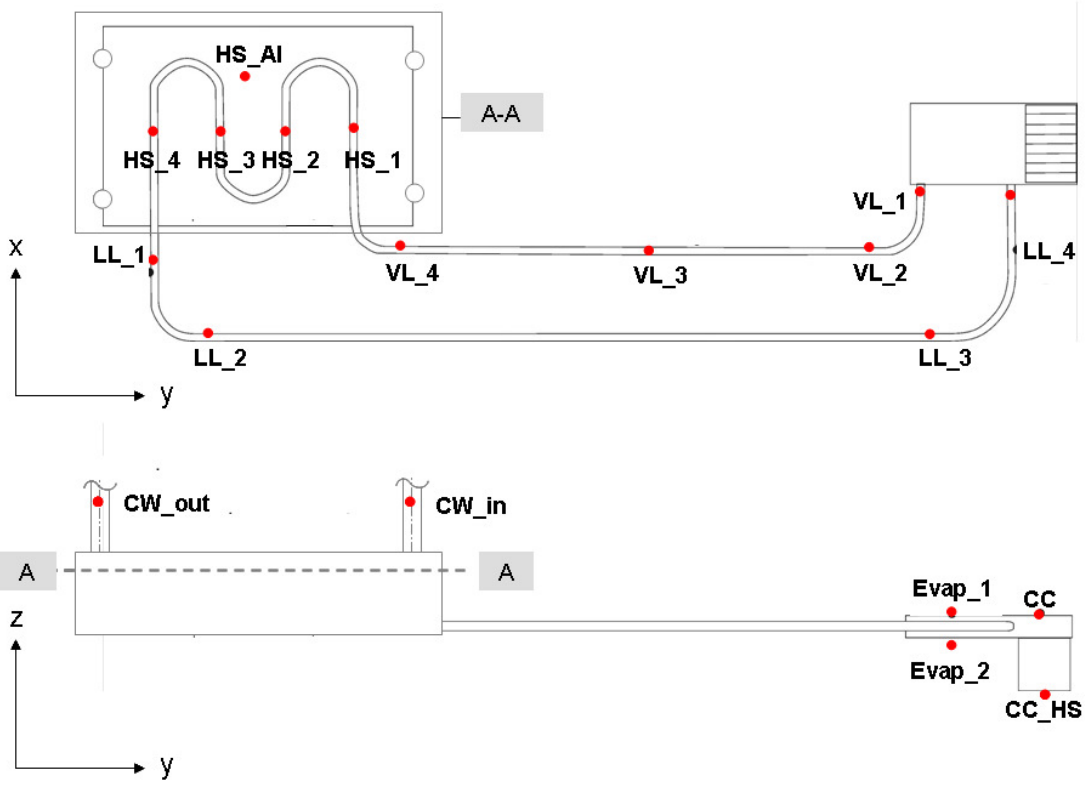 HS_Al
A-A
HS_4 HS_3 HS_2 HS_1
VL_1
x
LL_1
LL_4
VL_4 VL_3 VL_2
LL_2
LL_3
y
CW_out
CW_in
A
A
Evap_1
CC
z
Evap_2
CC_HS
y